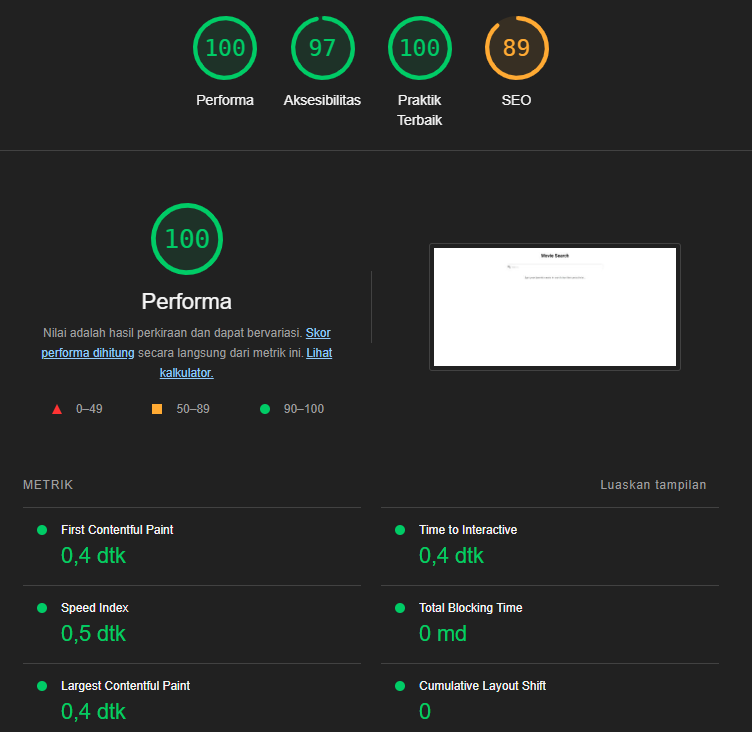 100
97
100
89
Performa
Aksesibilitas
Praktik
Terbaik
SEO
100
Performa
Nilai adalah hasil perkiraan dan dapat bervariasi. Skor
performa dihitung secara langsung dari metrik ini. Lihat
kalkulator.
0–49
50–89
90–100
Movie Search
METRIK
Luaskan tampilan
First Contentful Paint
0,4 dtk
Time to Interactive
0,4 dtk
Speed Index
0,5 dtk
Total Blocking Time
0 md
Largest Contentful Paint
0,4 dtk
Cumulative Layout Shift
0